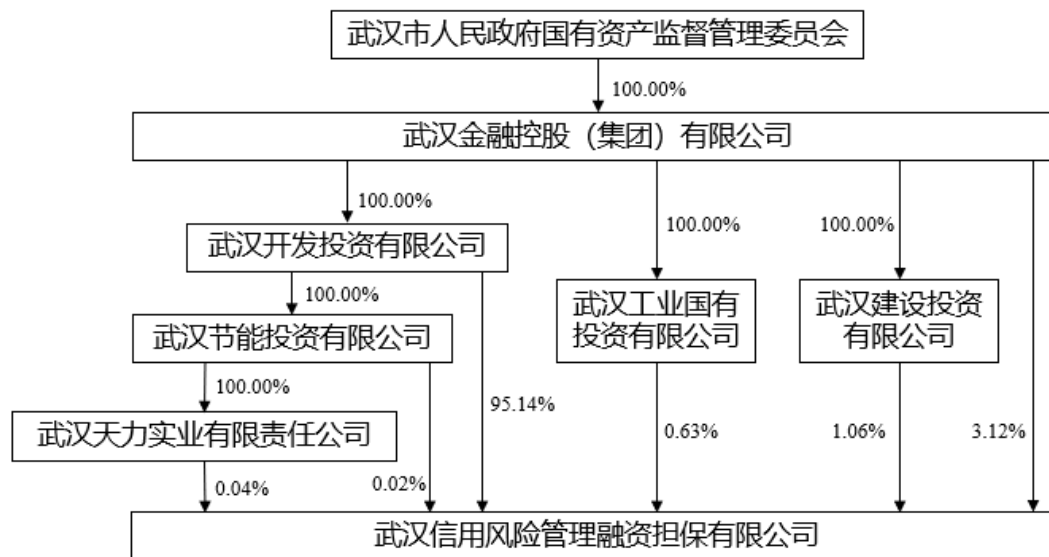 武汉市人民政府国有资产监督管理委员会
100.00%
武汉金融控股（集团）有限公司
100.00%
100.00%
100.00%
武汉开发投资有限公司
100.00%
武汉工业国有
投资有限公司
武汉建设投资
有限公司
武汉节能投资有限公司
100.00%
95.14%
武汉天力实业有限责任公司
0.63%
1.06%
3.12%
0.04%
0.02%
武汉信用风险管理融资担保有限公司